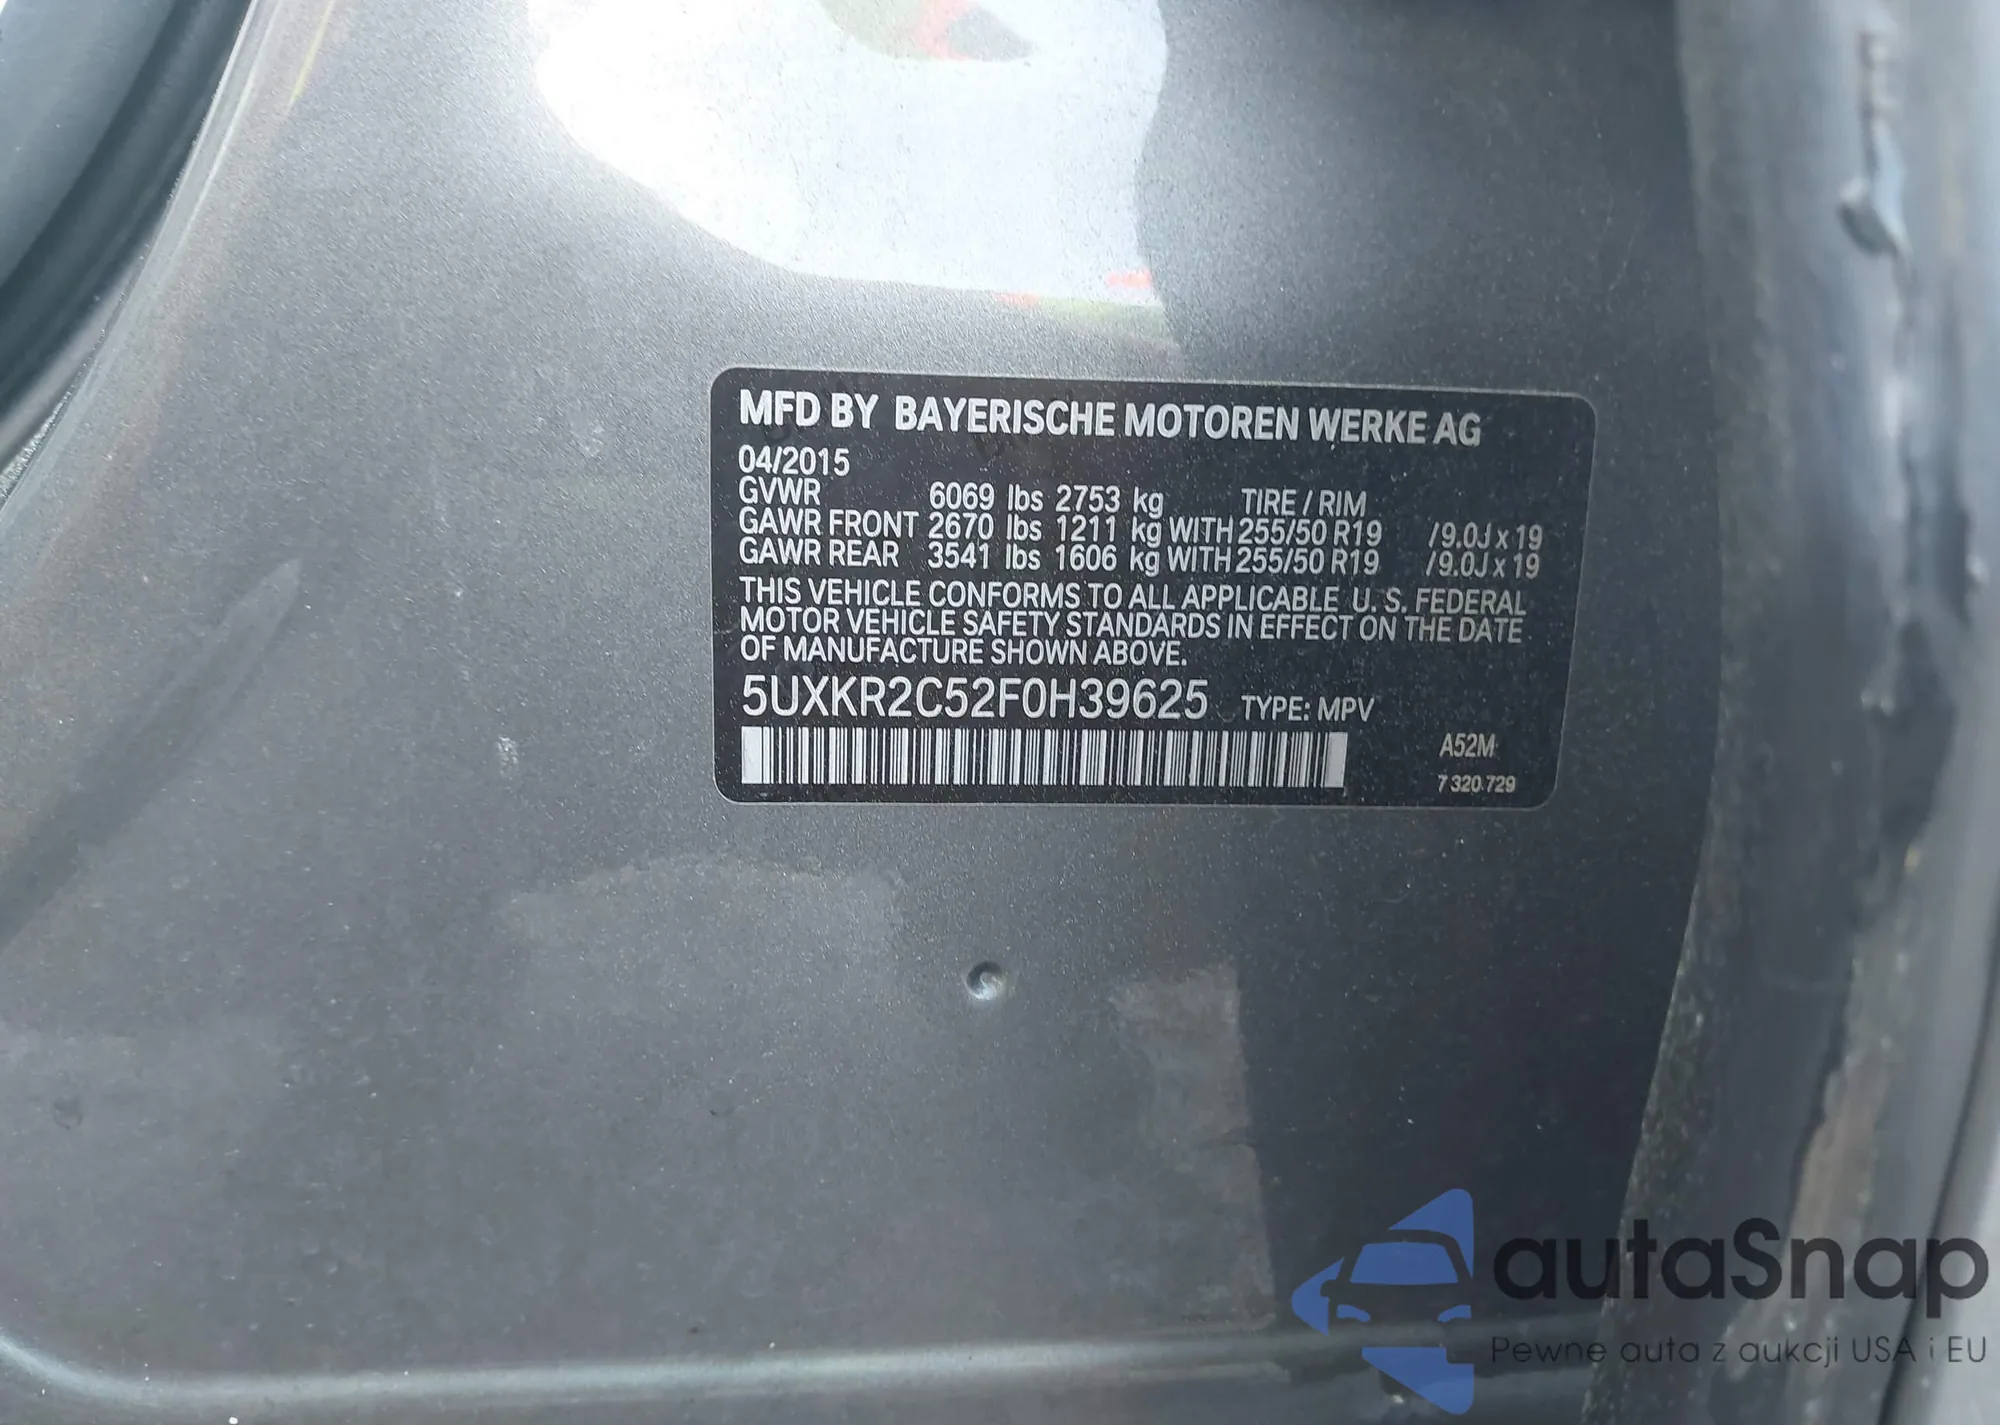 MFD BY BAYERISCHE MOTOREN WERKE AG
04/2015
GVWR 6069 lbs 2753 kg TIRE / RIM
GAWR FRONT 2670 lbs 1211 kg WITH 255/50 R19 /9.0J x 19
GAWR REAR 3541 lbs 1606 kg WITH 255/50 R19 /9.0J x 19
THIS VEHICLE CONFORMS TO ALL APPLICABLE U. S. FEDERAL
MOTOR VEHICLE SAFETY STANDARDS IN EFFECT ON THE DATE
OF MANUFACTURE SHOWN ABOVE.
5UXKR2C52F0H39625 TYPE: MPV
A52M
7 320 729
autaSnap
Pewne auta z aukcji USA i EU